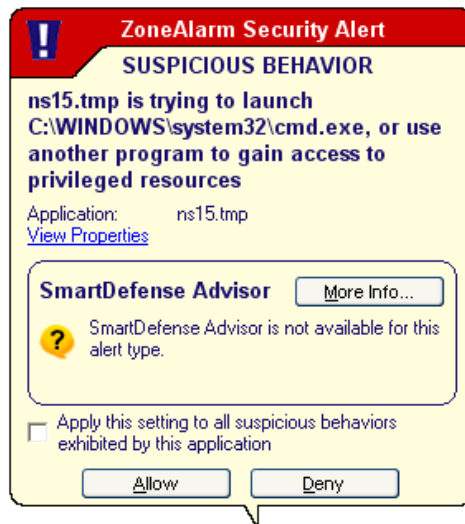 ZoneAlarm Security Alert
SUSPICIOUS BEHAVIOR
ns15.tmp is trying to launch
C:\WINDOWS\system32\cmd.exe, or use
another program to gain access to
privileged resources
Application: ns15.tmp
View Properties
SmartDefense Advisor More Info...
SmartDefense Advisor is not available for this
alert type.
Apply this setting to all suspicious behaviors
exhibited by this application
Allow Deny